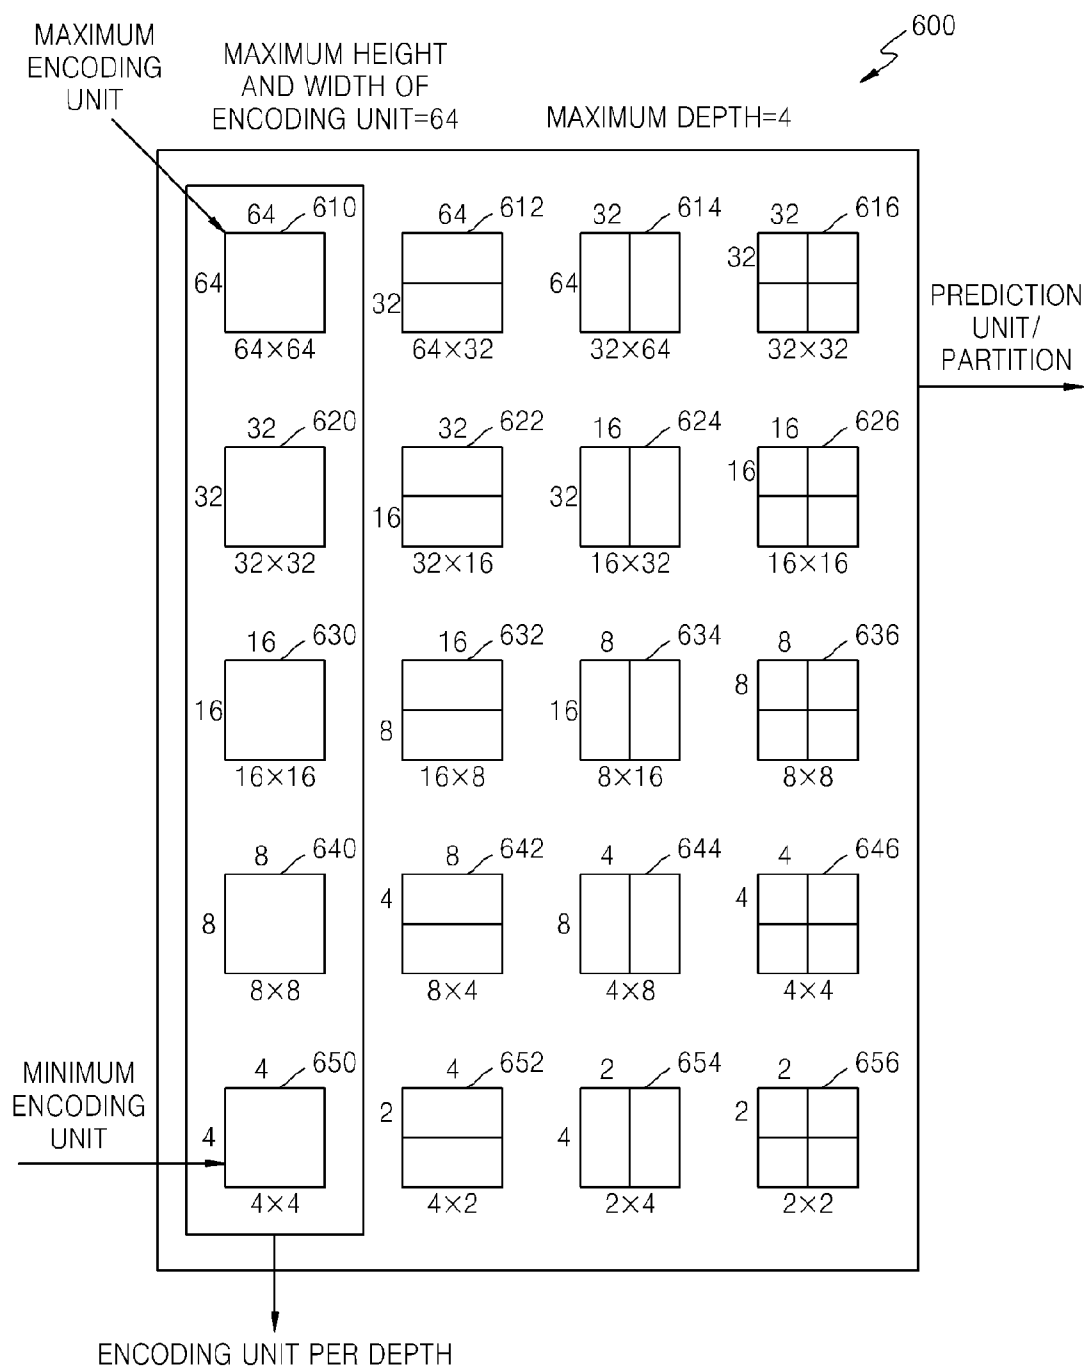 600
MAXIMUM
ENCODING
UNIT
MAXIMUM HEIGHT
AND WIDTH OF
ENCODING UNIT=64
MAXIMUM DEPTH=4
64 610 64 612 32 614 32 616
64 32 64 32
64×64 64×32 32×64 32×32
PREDICTION
UNIT/
PARTITION
32 620 32 622 16 624 16 626
32 16 32 16
32×32 32×16 16×32 16×16
16 630 16 632 8 634 8 636
16 8 16 8
16×16 16×8 8×16 8×8
8 640 8 642 4 644 4 646
8 4 8 4
8×8 8×4 4×8 4×4
MINIMUM
ENCODING
UNIT
4 650 4 652 2 654 2 656
4 2 4 2
4×4 4×2 2×4 2×2
ENCODING UNIT PER DEPTH